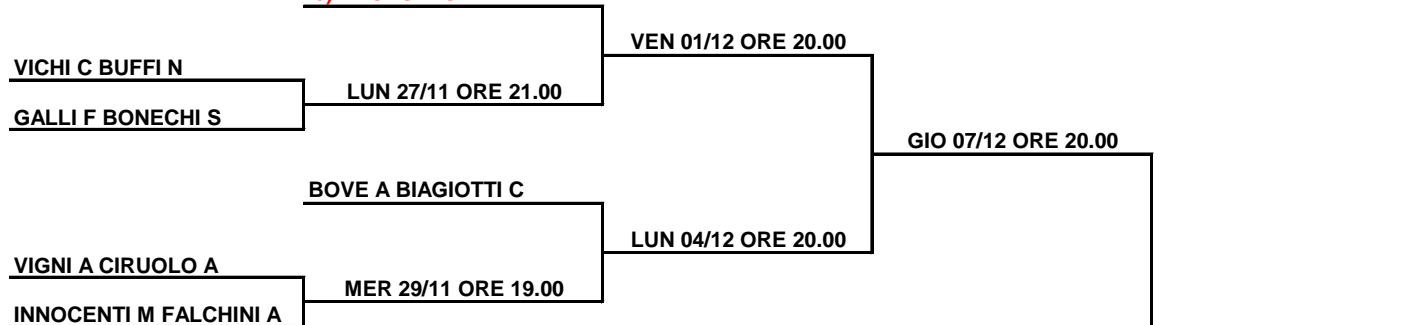 VEN 01/12 ORE 20.00
VICHI C BUFFI N
LUN 27/11 ORE 21.00
GALLI F BONECHI S
GIO 07/12 ORE 20.00
BOVE A BIAGIOTTI C
LUN 04/12 ORE 20.00
VIGNI A CIRUOLO A
MER 29/11 ORE 19.00
INNOCENTI M FALCHINI A